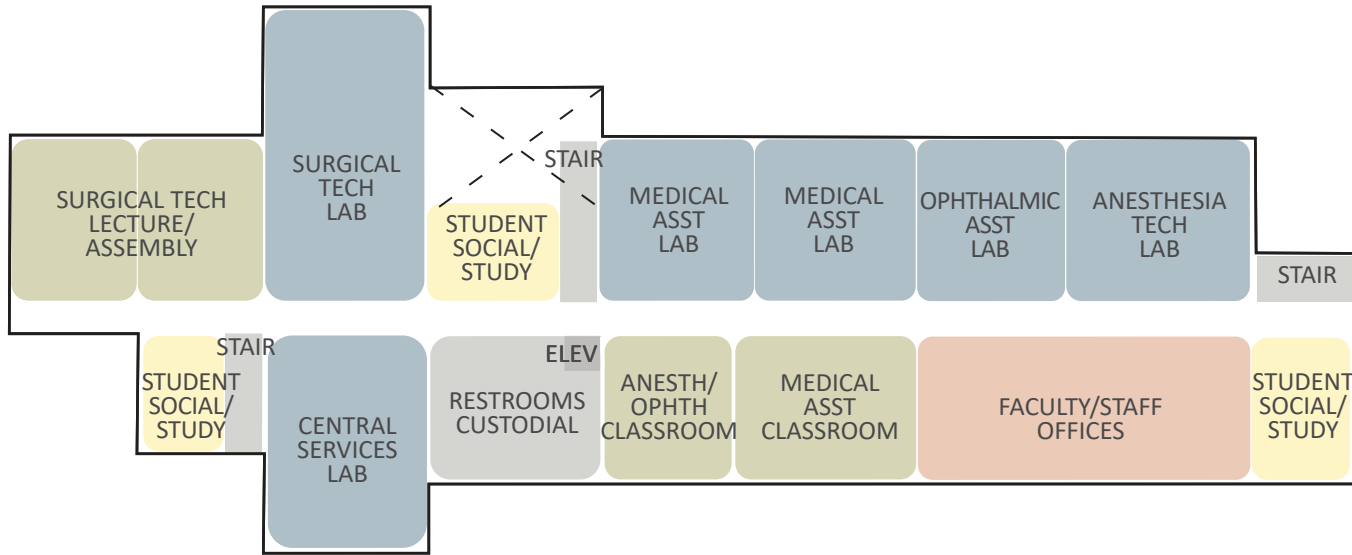 SURGICAL TECH
LECTURE/
ASSEMBLY
SURGICAL
TECH
LAB
STUDENT
SOCIAL/
STUDY
STAIR
MEDICAL
ASST
LAB
MEDICAL
ASST
LAB
OPHTHALMIC
ASST
LAB
ANESTHESIA
TECH
LAB
STAIR
STUDENT
SOCIAL/
STUDY
STAIR
CENTRAL
SERVICES
LAB
RESTROOMS
CUSTODIAL
ELEV
ANESTH/
OPHTH
CLASSROOM
MEDICAL
ASST
CLASSROOM
FACULTY/STAFF
OFFICES
STUDENT
SOCIAL/
STUDY